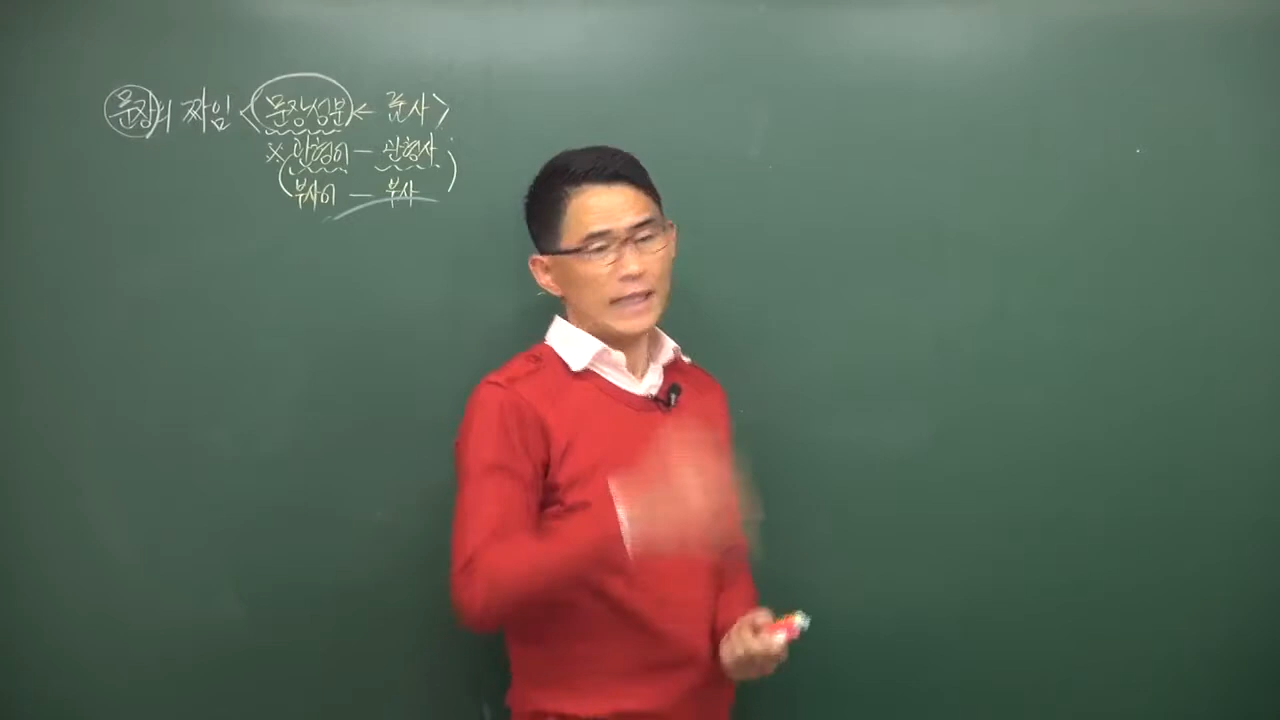 문장의 짜임 <문장성분 ← 품사>
※ 관형어 — 관형사
(부사어 — 부사)